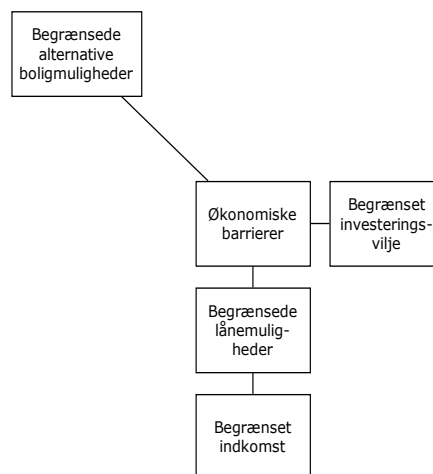 Begrænsede
alternative
boligmuligheder
Økonomiske
barrierer
Begrænset
investerings-
vilje
Begrænsede
lånemulig-
heder
Begrænset
indkomst